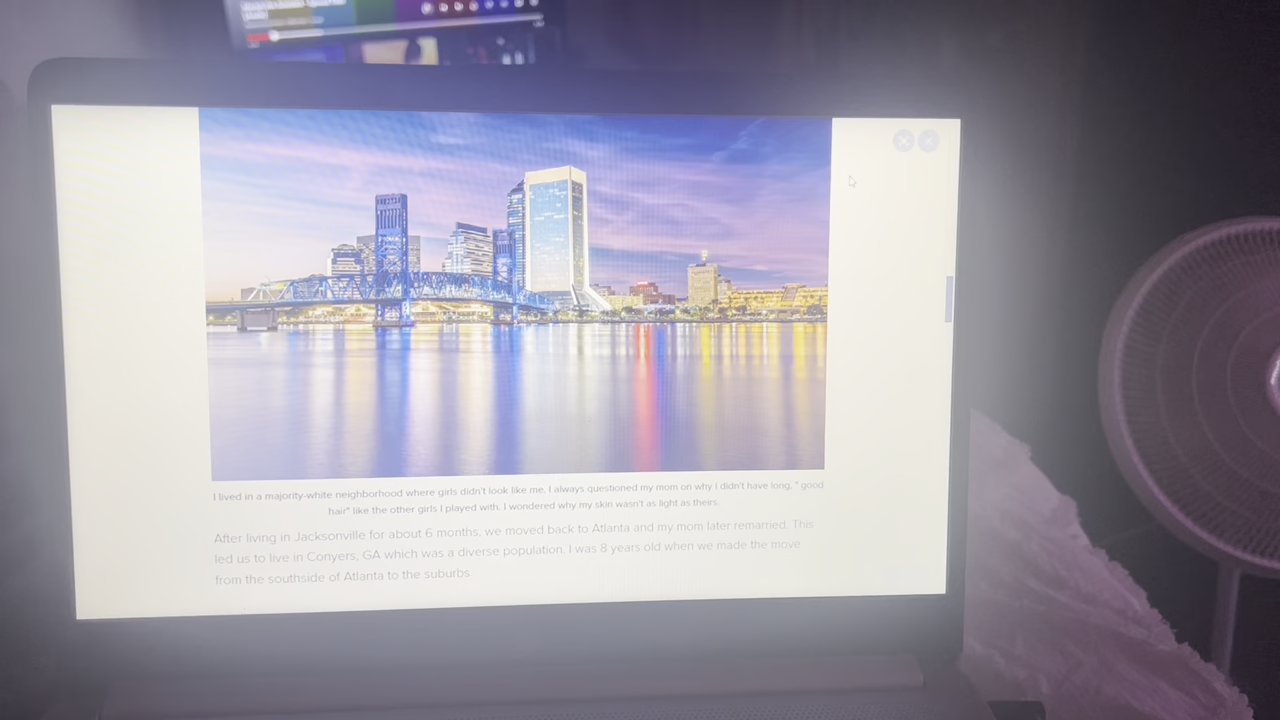 I lived in a majority-white neighborhood where girls didn't look like me. I always questioned my mom on why I didn't have long, " good
hair" like the other girls I played with. I wondered why my skin wasn't as light as theirs.
After living in Jacksonville for about 6 months, we moved back to Atlanta and my mom later remarried. This
led us to live in Conyers, GA which was a diverse population. I was 8 years old when we made the move
from the southside of Atlanta to the suburbs.